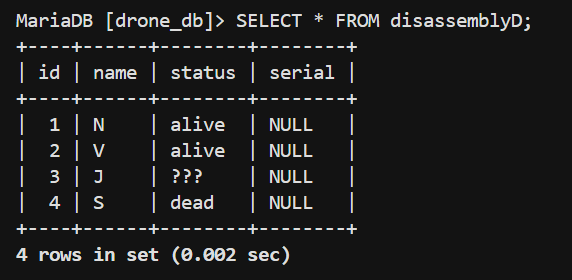 MariaDB [drone_db]> SELECT * FROM disassemblyD;
+----+------+--------+--------+
| id | name | status | serial |
+----+------+--------+--------+
|  1 | N    | alive  | NULL   |
|  2 | V    | alive  | NULL   |
|  3 | J    | ???    | NULL   |
|  4 | S    | dead   | NULL   |
+----+------+--------+--------+
4 rows in set (0.002 sec)